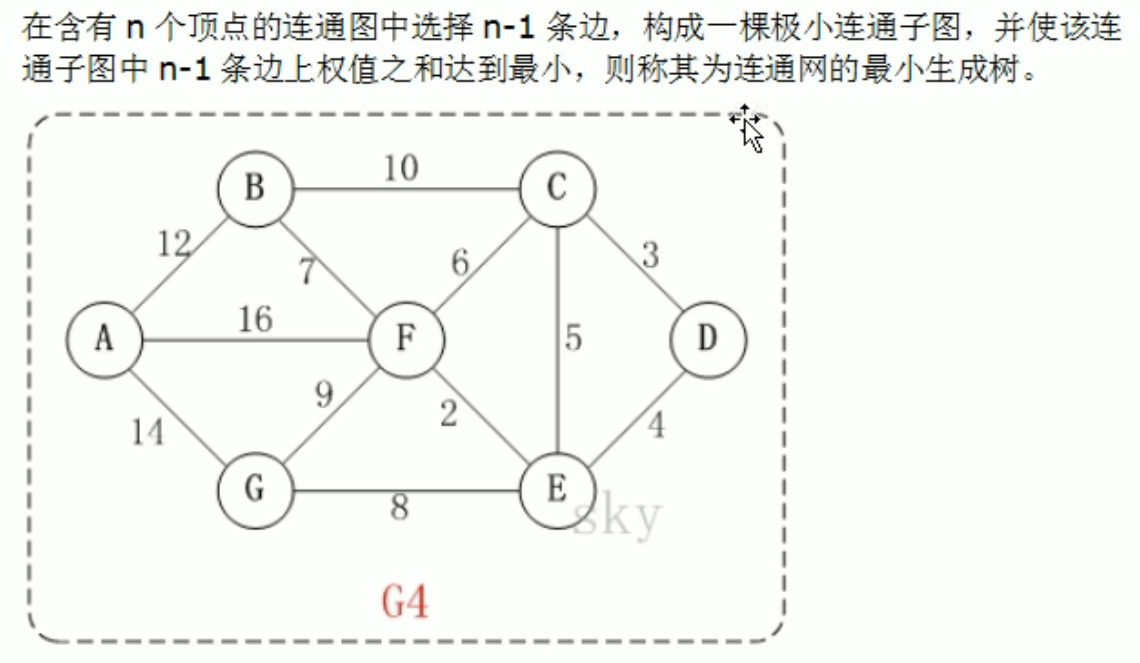 在含有 n 个顶点的连通图中选择 n-1 条边，构成一棵极小连通子图，并使该连
通子图中 n-1 条边上权值之和达到最小，则称其为连通网的最小生成树。
B
10
C
12
7
6
3
A
16
F
5
D
14
9
2
4
G
8
E
sky
G4